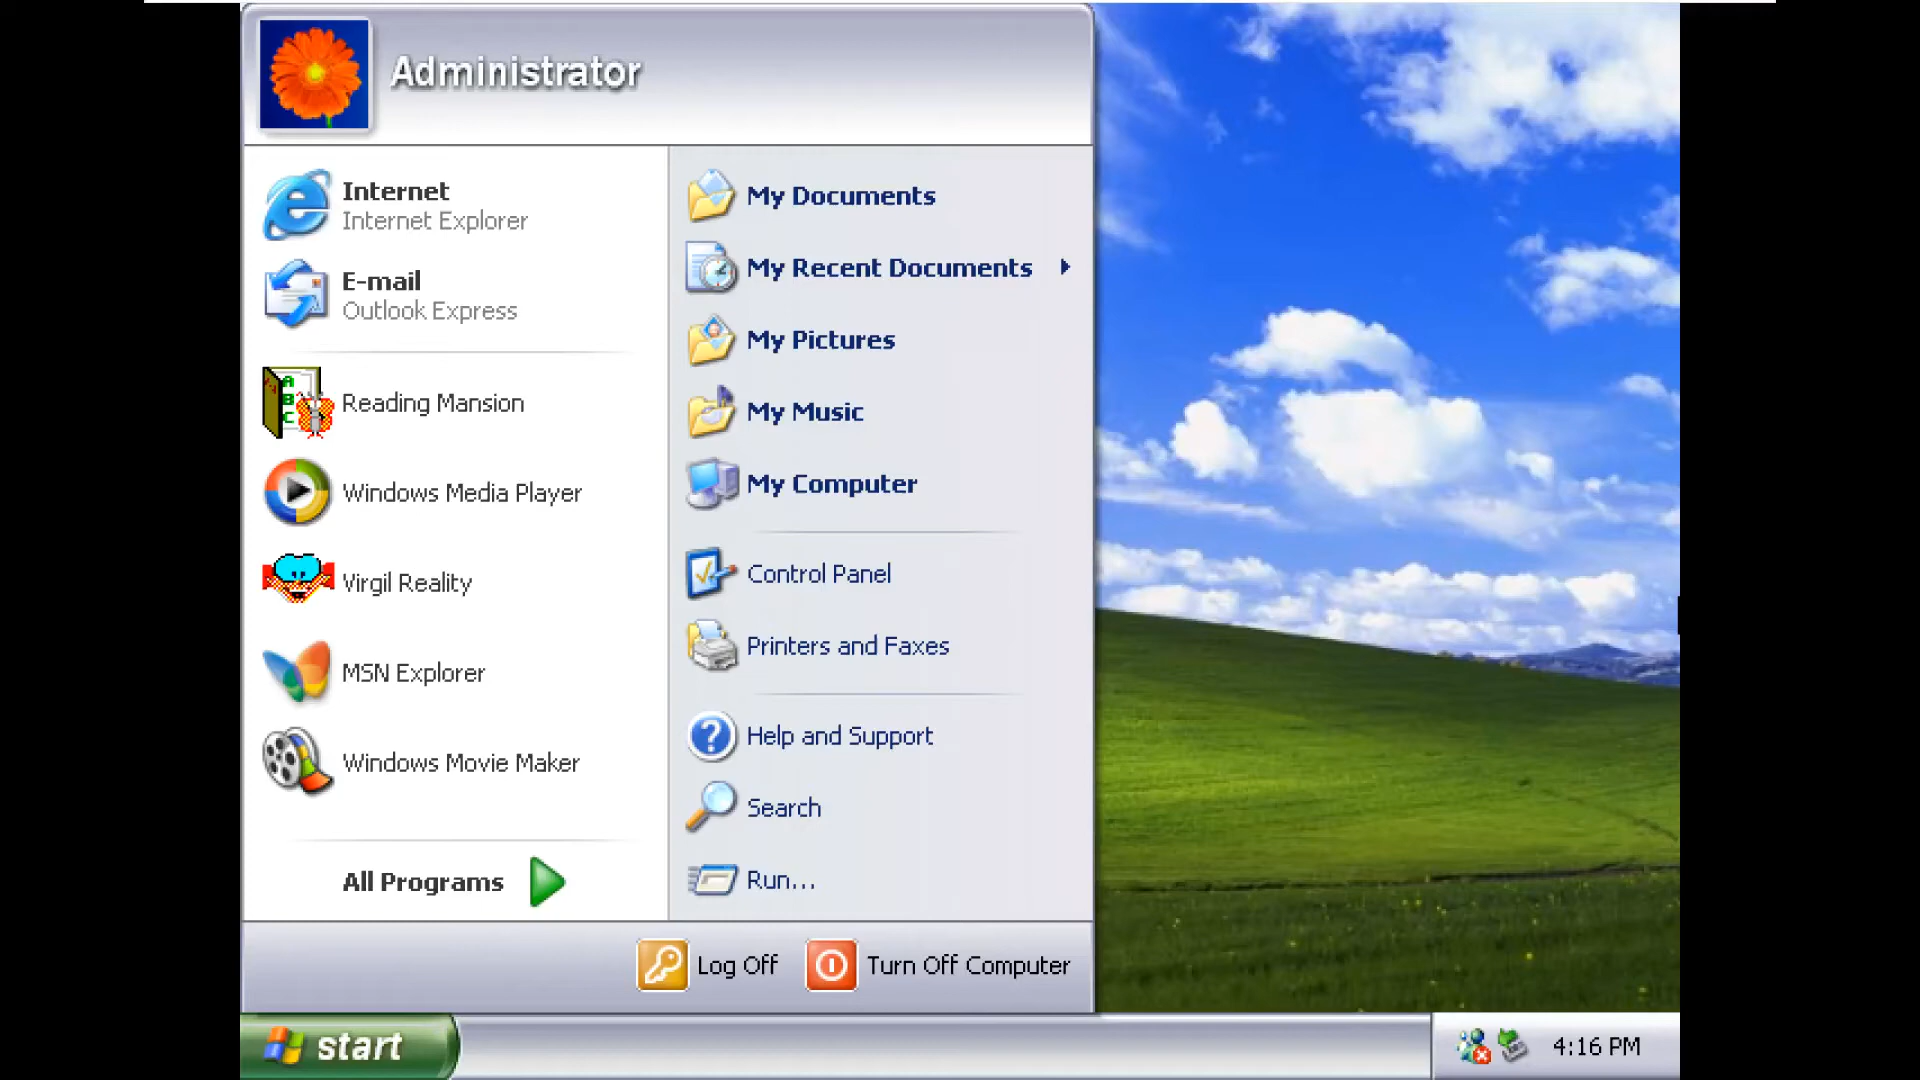 Administrator
Internet
Internet Explorer
E-mail
Outlook Express
Reading Mansion
Windows Media Player
Virgil Reality
MSN Explorer
Windows Movie Maker
All Programs
My Documents
My Recent Documents
My Pictures
My Music
My Computer
Control Panel
Printers and Faxes
Help and Support
Search
Run...
Log Off
Turn Off Computer
start
4:16 PM